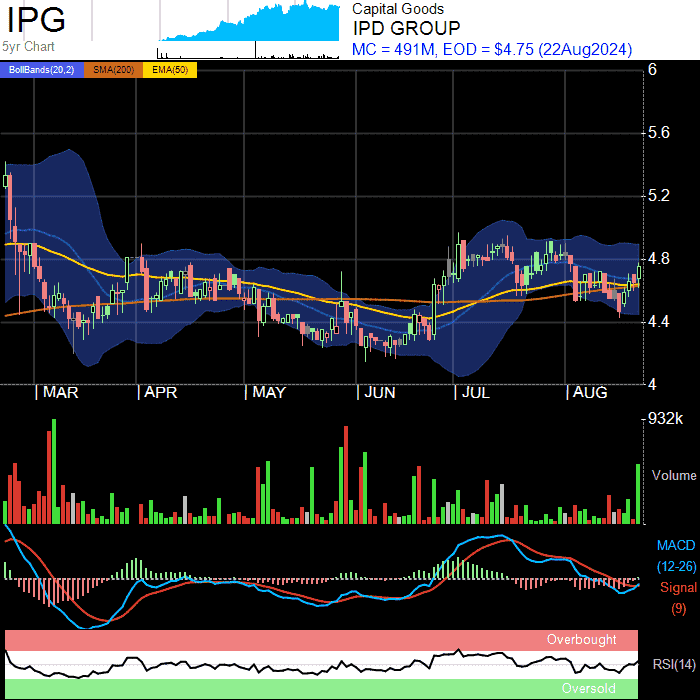 IPG
5yr Chart
Capital Goods
IPD GROUP
MC = 491M, EOD = $4.75 (22Aug2024)
BollBands(20,2) SMA(200) EMA(50)
6
5.6
5.2
4.8
4.4
4
MAR APR MAY JUN JUL AUG
932k
Volume
MACD
(12-26)
Signal
(9)
Overbought
RSI(14)
Oversold